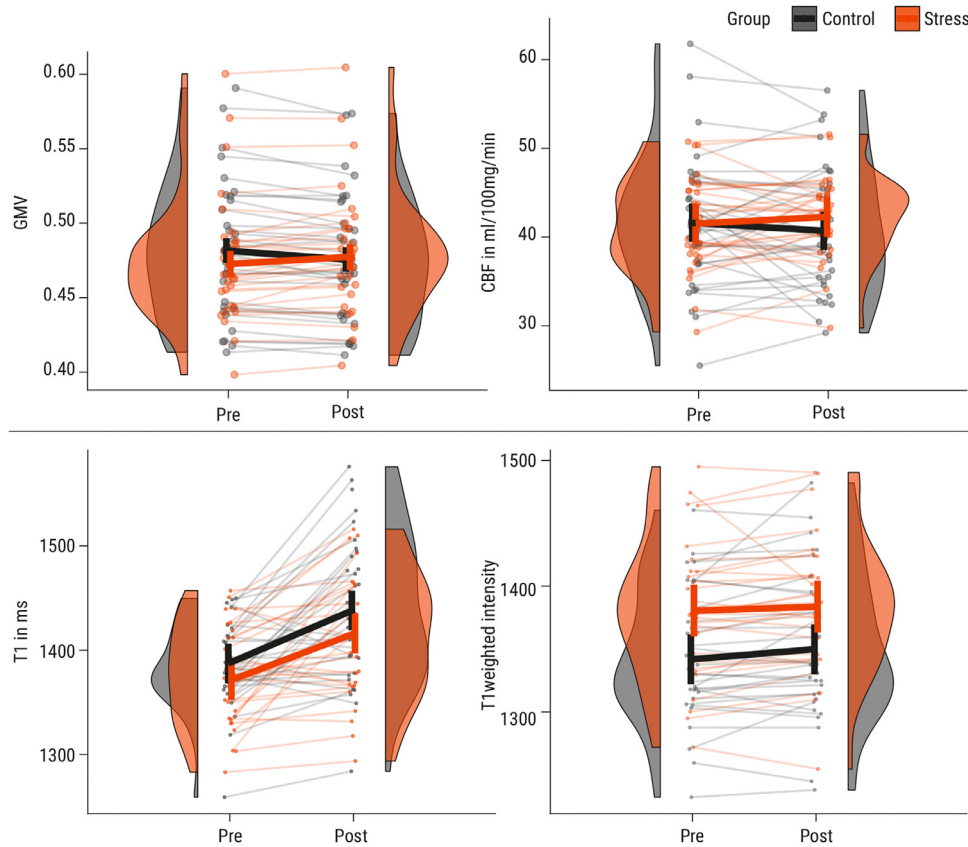 Group Control Stress
GMV
0.60
0.55
0.50
0.45
0.40
Pre Post
CBF in ml/100mg/min
60
50
40
30
Pre Post
T1 in ms
1500
1400
1300
Pre Post
T1weighted intensity
1500
1400
1300
Pre Post